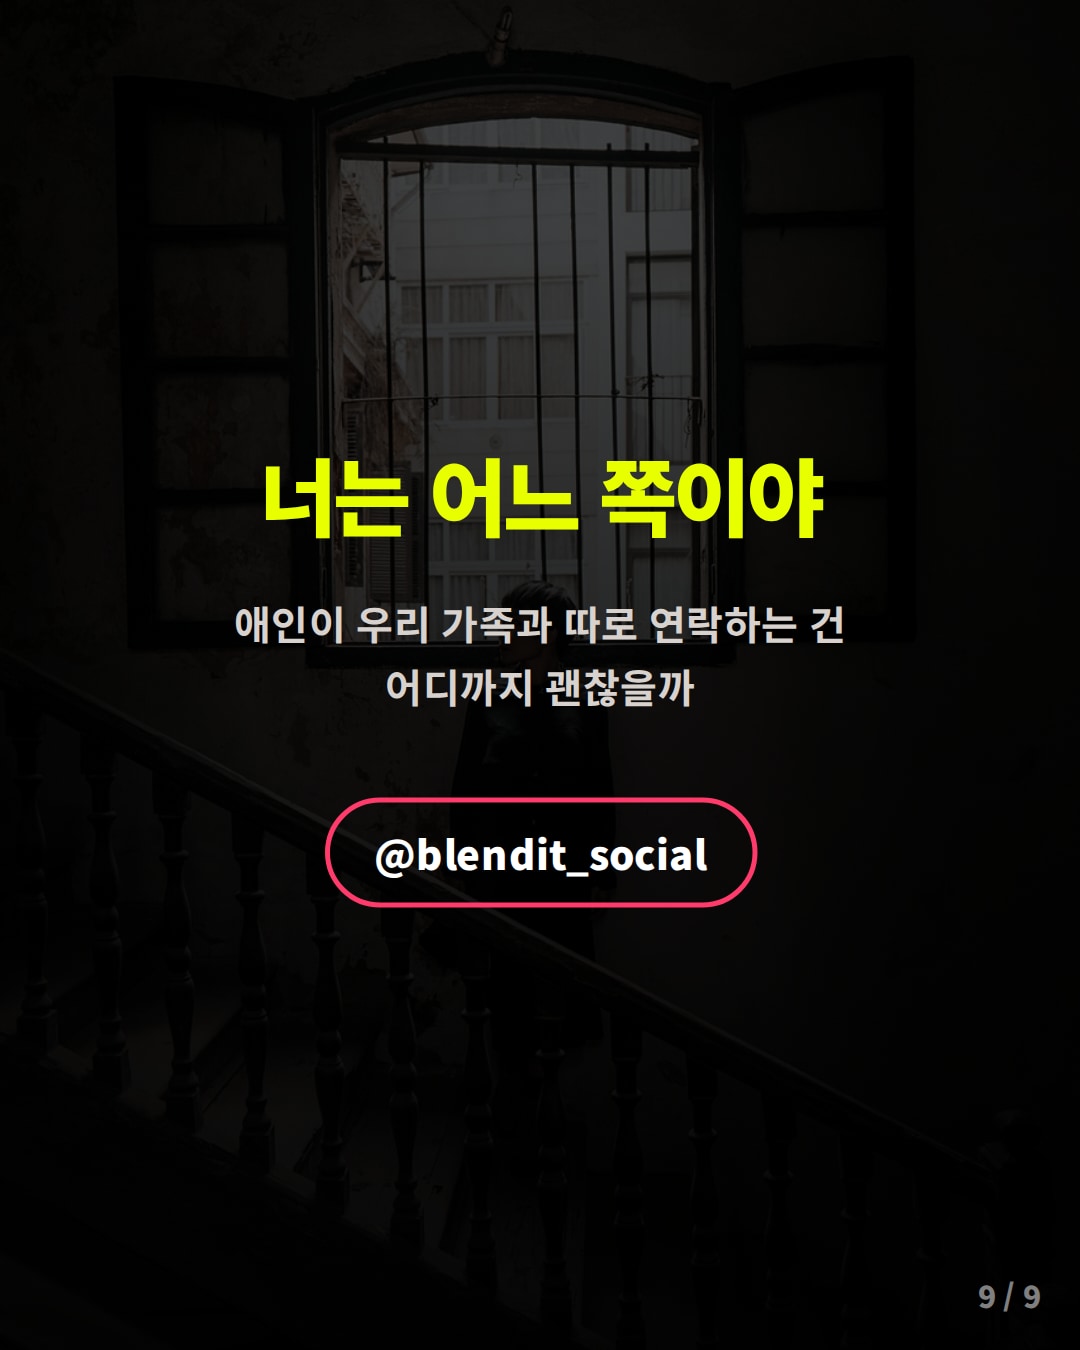 너는 어느 쪽이야
애인이 우리 가족과 따로 연락하는 건
어디까지 괜찮을까
@blendit_social
9 / 9